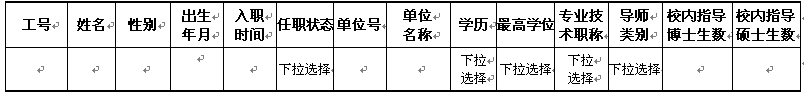 工号 姓名 性别 出生年月 入职时间 任职状态 单位号 单位名称 学历 最高学位 专业技术职称 导师类别 校内指导博士生数 校内指导硕士生数
下拉选择 下拉选择 下拉选择 下拉选择 下拉选择